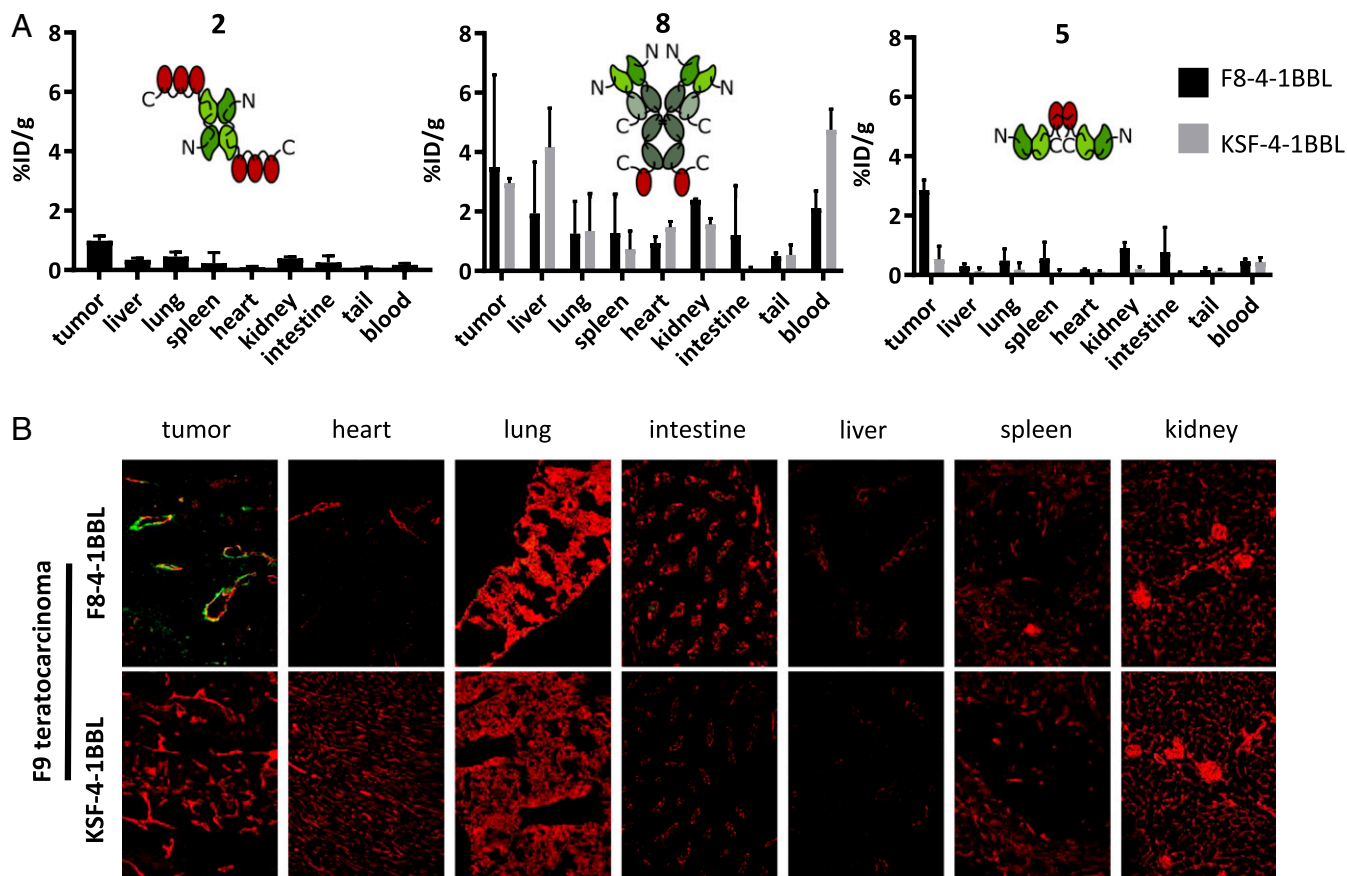 A
2
8
5
%ID/g
8
6
4
2
0
C
N
N
C
tumor
liver
lung
spleen
heart
kidney
intestine
tail
blood
%ID/g
8
6
4
2
0
N N
N
N
C
C
C
C
tumor
liver
lung
spleen
heart
kidney
intestine
tail
blood
%ID/g
8
6
4
2
0
N
N
CC
tumor
liver
lung
spleen
heart
kidney
intestine
tail
blood
F8-4-1BBL
KSF-4-1BBL
B
tumor heart lung intestine liver spleen kidney
F9 teratocarcinoma
F8-4-1BBL
KSF-4-1BBL